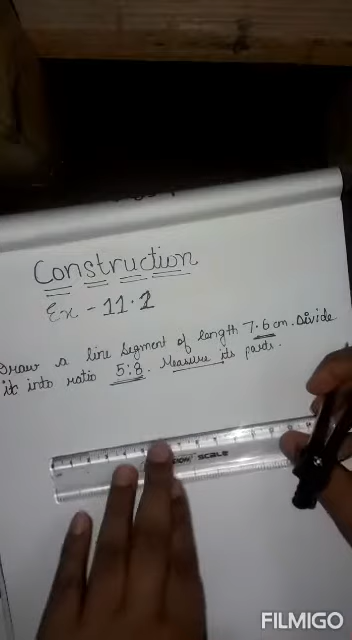 Construction
Ex - 11.1
Draw a line segment of length 7.6 cm. Divide
it into ratio 5:8. Measure its parts.
SCALE
FILMIGO